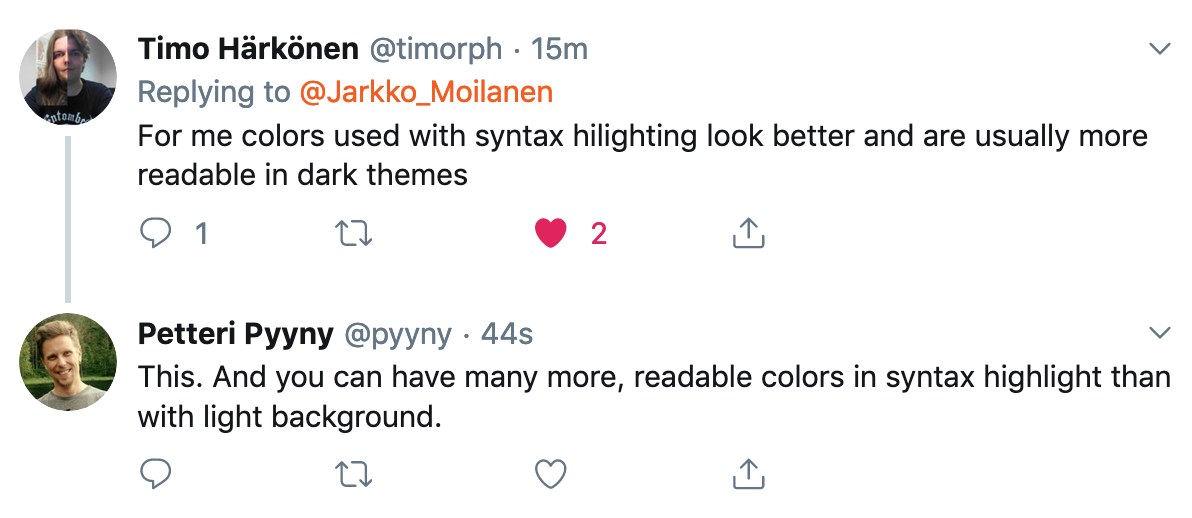 Timo Härkönen @timorph · 15m
Replying to @Jarkko_Moilanen
For me colors used with syntax hilighting look better and are usually more
readable in dark themes
1 2
Petteri Pyyny @pyyny · 44s
This. And you can have many more, readable colors in syntax highlight than
with light background.